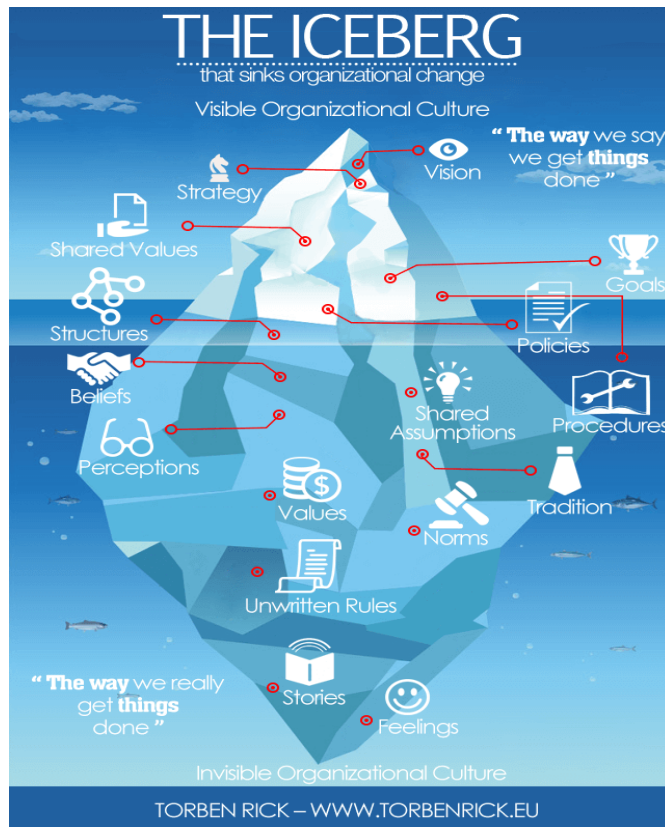 THE ICEBERG
that sinks organizational change
Visible Organizational Culture
" The way we say
we get things
done "
Vision
Strategy
Shared Values
Goals
Structures
Policies
Beliefs
Shared
Assumptions
Procedures
Perceptions
Tradition
Values
Norms
Unwritten Rules
" The way we really
get things
done "
Stories
Feelings
Invisible Organizational Culture
TORBEN RICK – WWW.TORBENRICK.EU